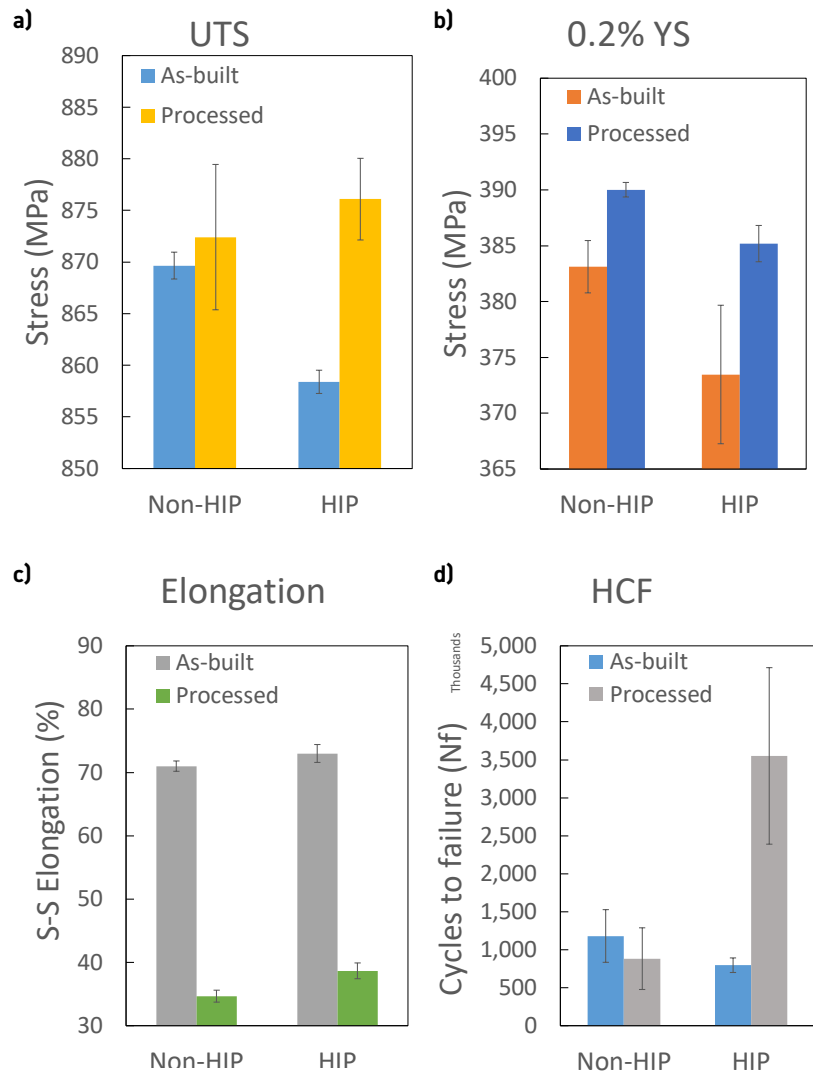 a)
UTS
890
885
880
875
870
865
860
855
850
Stress (MPa)
As-built
Processed
Non-HIP
HIP
b)
0.2% YS
400
395
390
385
380
375
370
365
Stress (MPa)
As-built
Processed
Non-HIP
HIP
c)
Elongation
90
80
70
60
50
40
30
S-S Elongation (%)
As-built
Processed
Non-HIP
HIP
d)
HCF
5,000
4,500
4,000
3,500
3,000
2,500
2,000
1,500
1,000
500
0
Thousands
Cycles to failure (Nf)
As-built
Processed
Non-HIP
HIP